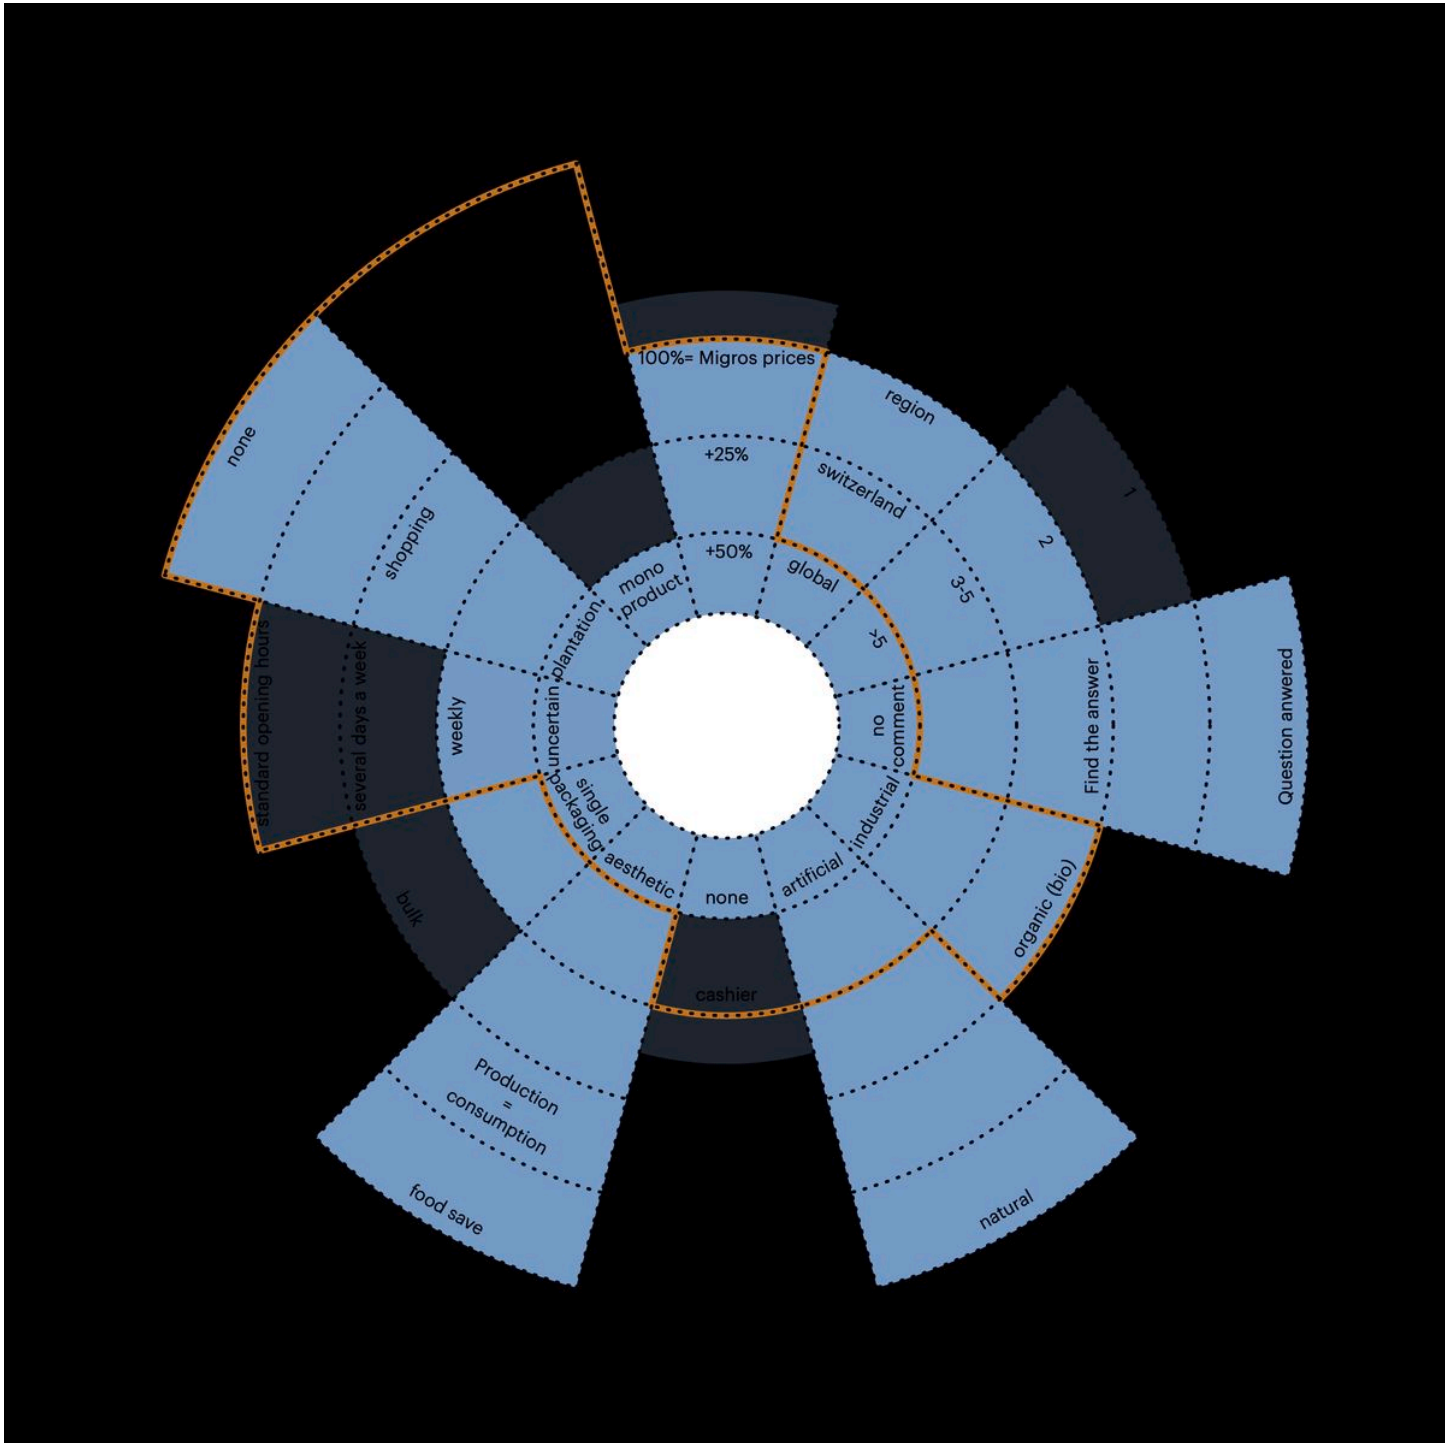 100%= Migros prices
+25%
+50%
region
switzerland
global
1
2
3-5
>5
Question anwered
Find the answer
no
comment
organic (bio)
industrial
natural
artificial
cashier
none
food save
Production
=
consumption
aesthetic
bulk
single
packaging
standard opening hours
several days a week
weekly
uncertain
none
shopping
plantation
mono
product